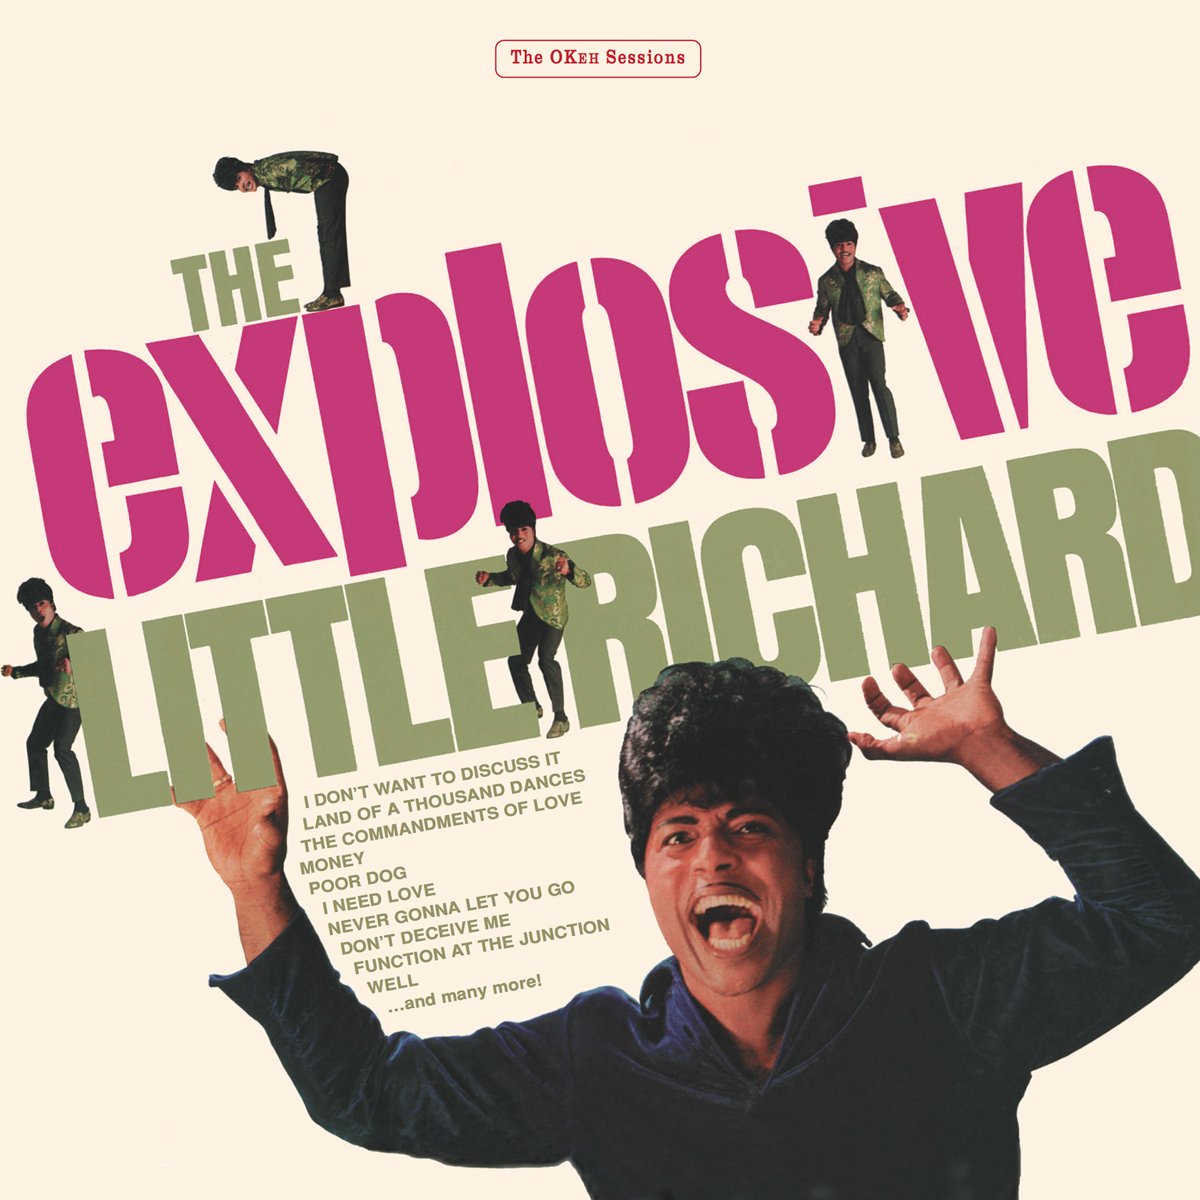 The OKEH Sessions
THE
explosive
LITTLE RICHARD
I DON'T WANT TO DISCUSS IT
LAND OF A THOUSAND DANCES
THE COMMANDMENTS OF LOVE
MONEY
POOR DOG
I NEED LOVE
NEVER GONNA LET YOU GO
DON'T DECEIVE ME
FUNCTION AT THE JUNCTION
WELL
...and many more!